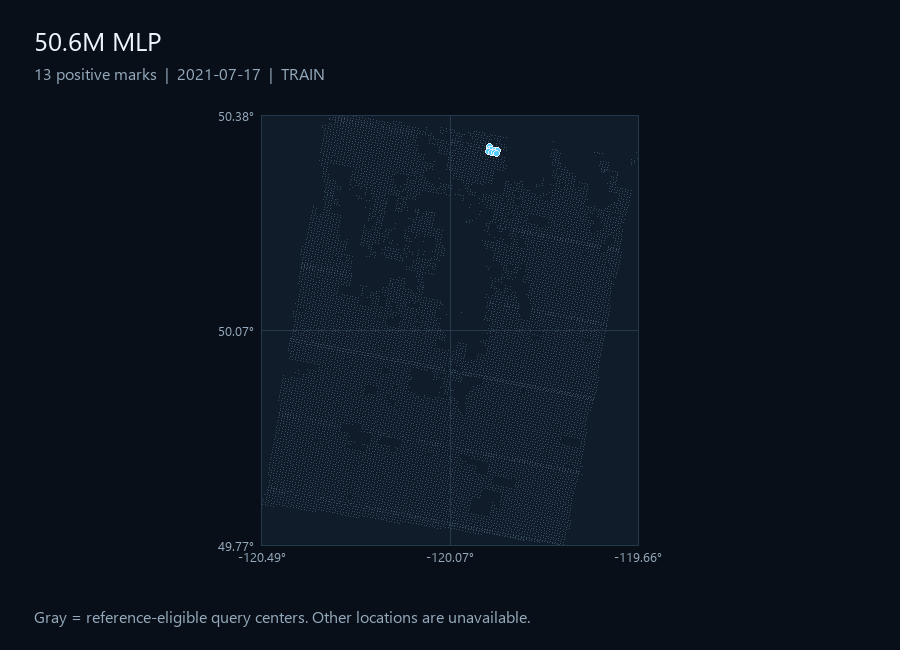 50.6M MLP
13 positive marks | 2021-07-17 | TRAIN
50.38°
50.07°
49.77°
-120.49° -120.07° -119.66°
Gray = reference-eligible query centers. Other locations are unavailable.